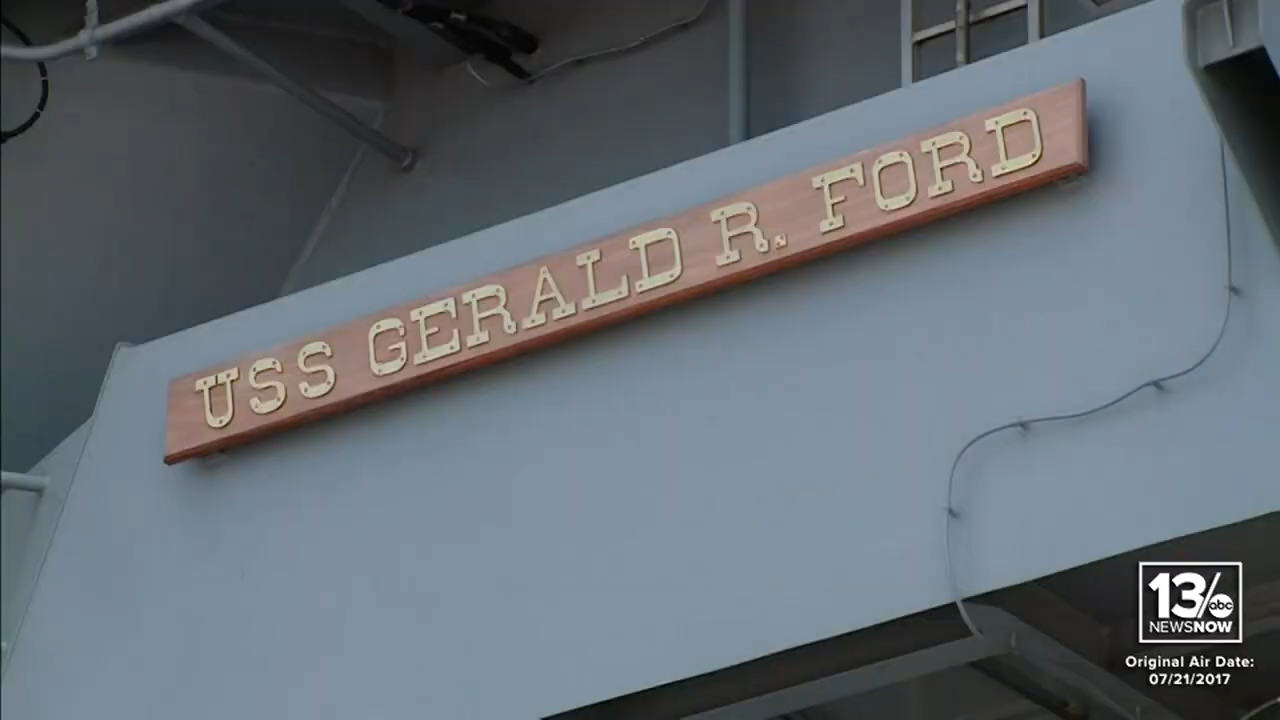 USS GERALD R. FORD
13/abc
NEWSNOW
Original Air Date:
07/21/2017